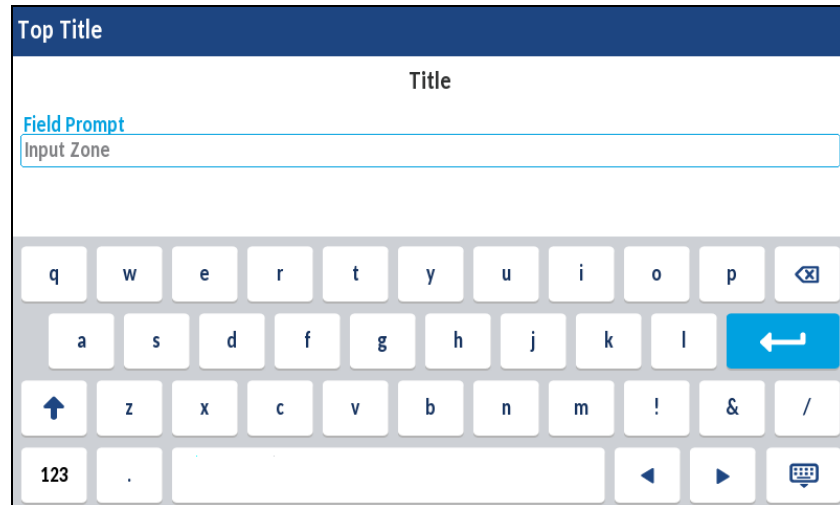 Top Title
Title
Field Prompt
Input Zone
q w e r t y u i o p
a s d f g h j k l
z x c v b n m ! & /
123 .